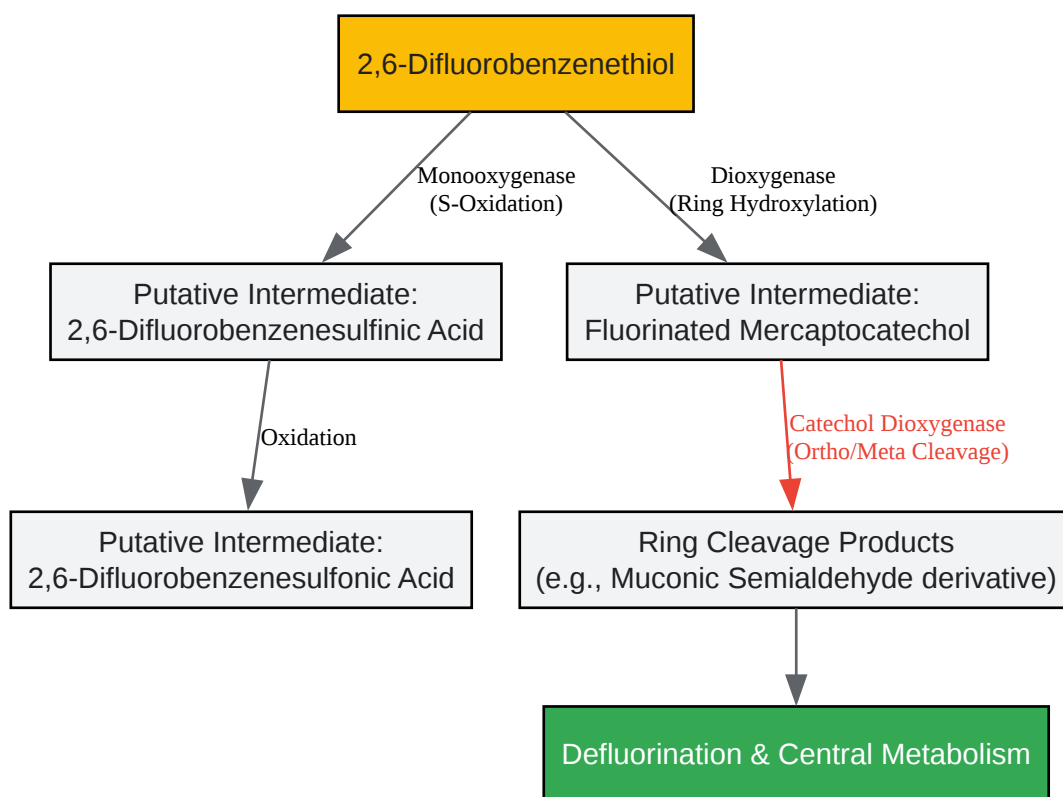 2,6-Difluorobenzenethiol
Monooxygenase
(S-Oxidation)
Dioxygenase
(Ring Hydroxylation)
Putative Intermediate:
2,6-Difluorobenzenesulfinic Acid
Putative Intermediate:
Fluorinated Mercaptocatechol
Oxidation
Catechol Dioxygenase
(Ortho/Meta Cleavage)
Putative Intermediate:
2,6-Difluorobenzenesulfonic Acid
Ring Cleavage Products
(e.g., Muconic Semialdehyde derivative)
Defluorination & Central Metabolism